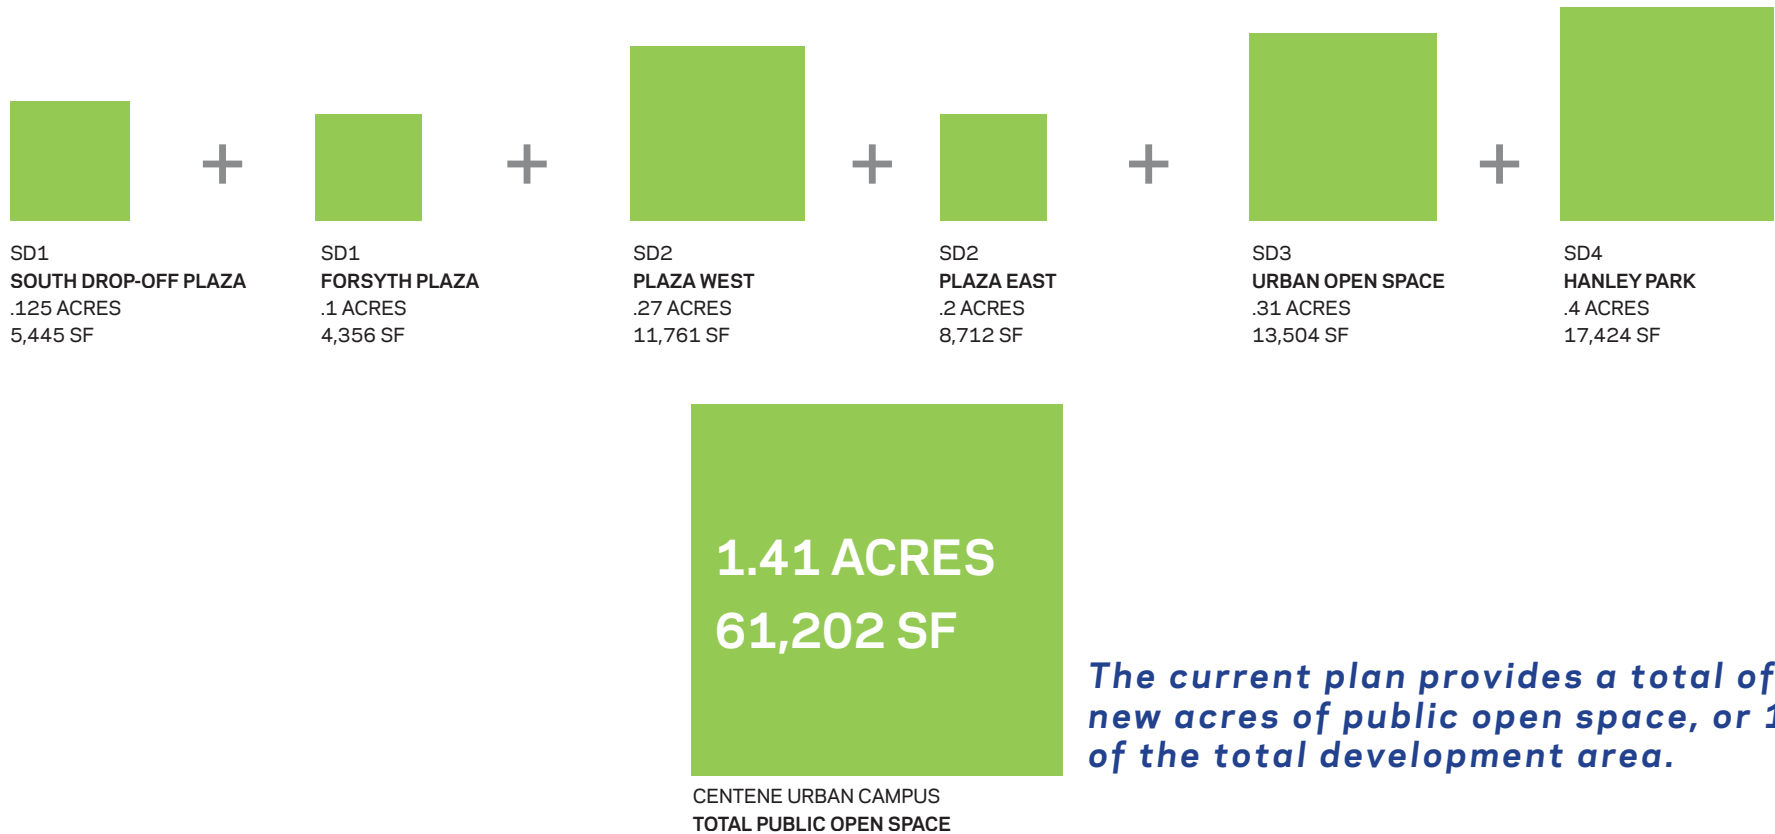 SD1
SOUTH DROP-OFF PLAZA
.125 ACRES
5,445 SF
SD1
FORSYTH PLAZA
.1 ACRES
4,356 SF
SD2
PLAZA WEST
.27 ACRES
11,761 SF
SD2
PLAZA EAST
.2 ACRES
8,712 SF
SD3
URBAN OPEN SPACE
.31 ACRES
13,504 SF
SD4
HANLEY PARK
.4 ACRES
17,424 SF
1.41 ACRES
61,202 SF
The current plan provides a total of
new acres of public open space, or
of the total development area.
CENTENE URBAN CAMPUS
TOTAL PUBLIC OPEN SPACE